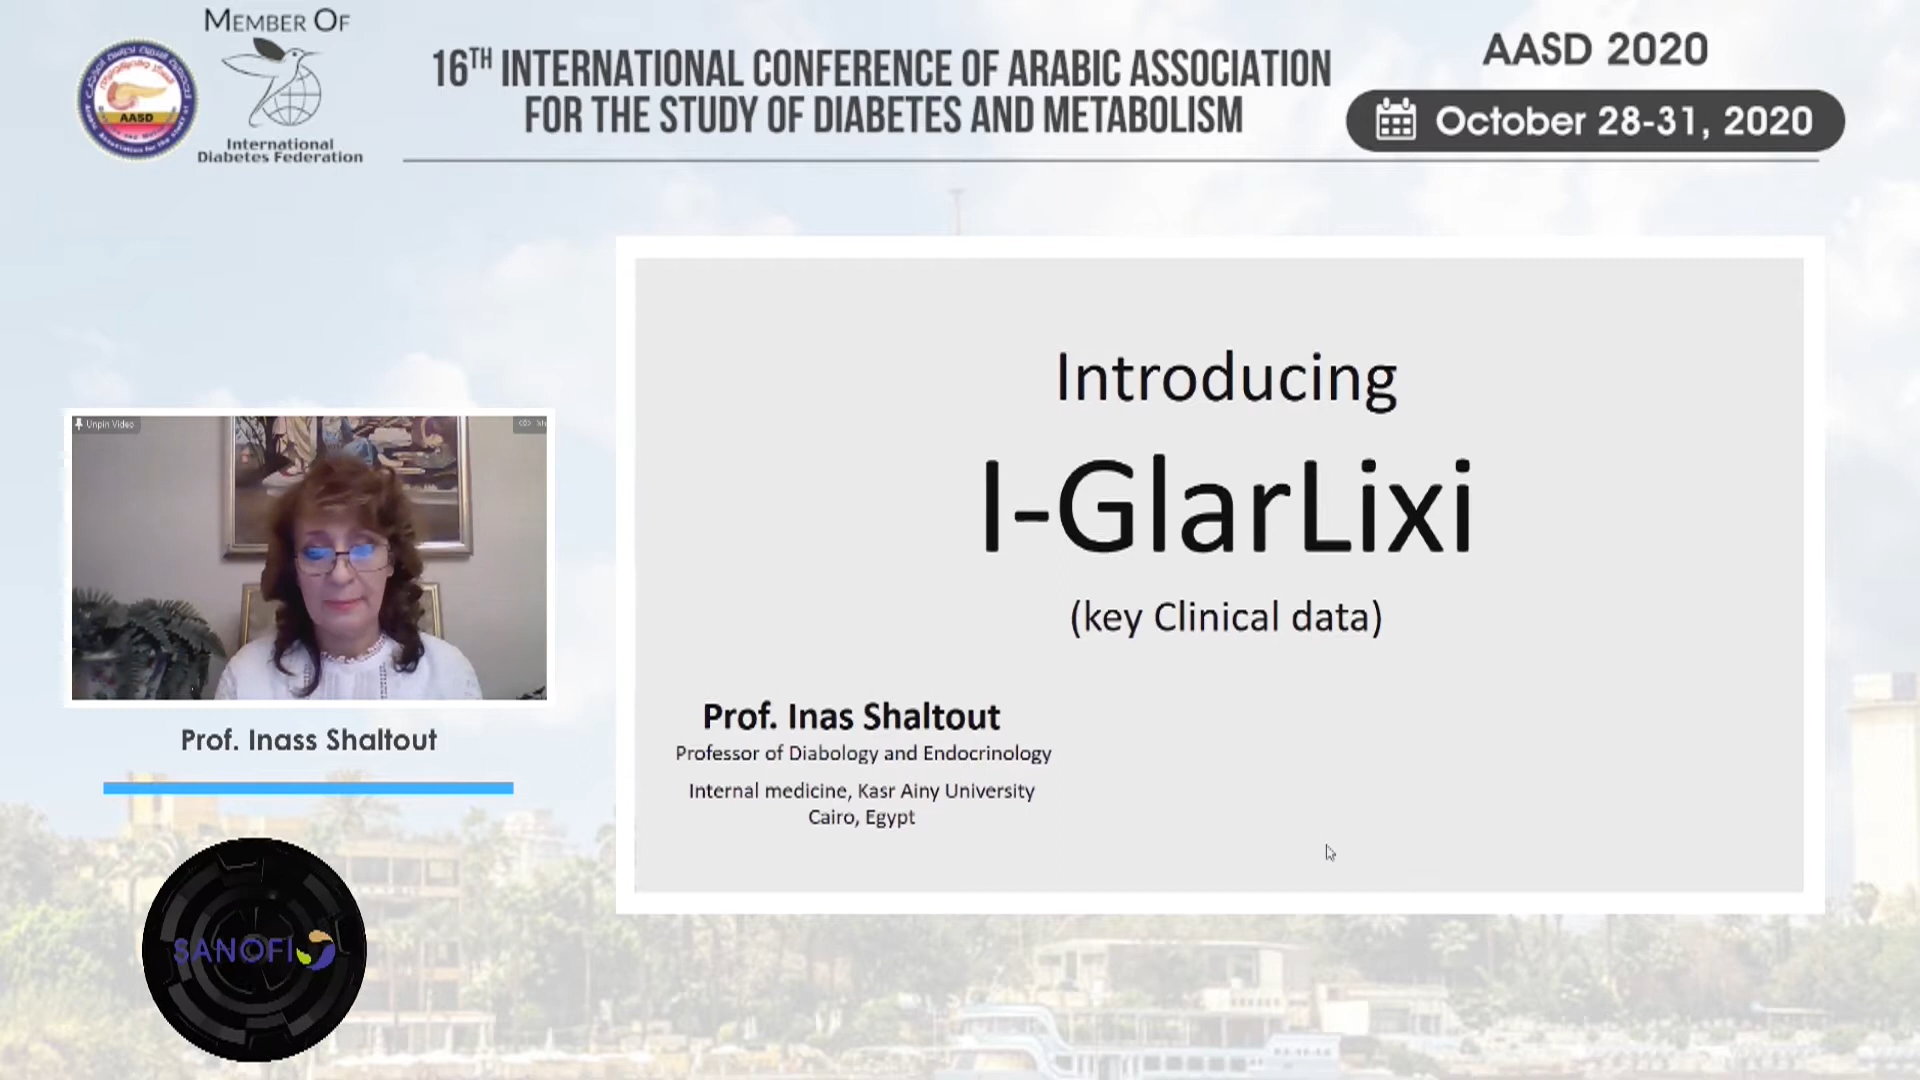 MEMBER OF
AASD
International
Diabetes Federation
16TH INTERNATIONAL CONFERENCE OF ARABIC ASSOCIATION
FOR THE STUDY OF DIABETES AND METABOLISM
AASD 2020
October 28-31, 2020
Unpin Video
Prof. Inass Shaltout
SANOFI
Introducing
I-GlarLixi
(key Clinical data)
Prof. Inas Shaltout
Professor of Diabology and Endocrinology
Internal medicine, Kasr Ainy University
Cairo, Egypt